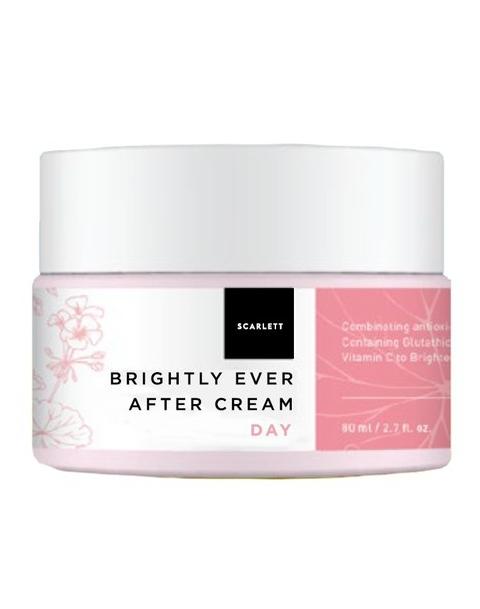 SCARLETT
BRIGHTLY EVER
AFTER CREAM
DAY
Combinating antioxi
Containing Glutathio
Vitamin C to Brighte
80 ml / 2.7 fl. oz.